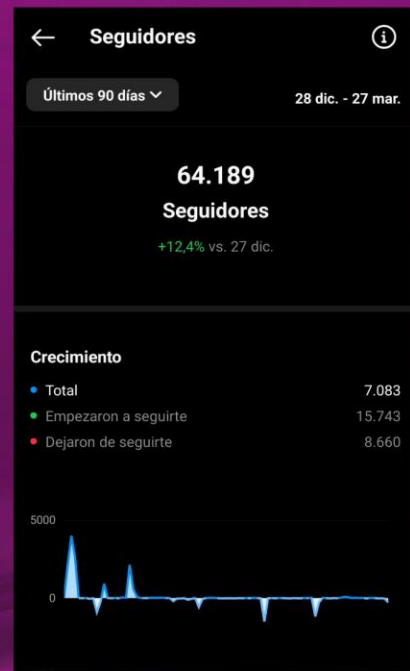 Seguidores
Últimos 90 días
28 dic. - 27 mar.
64.189
Seguidores
+12,4% vs. 27 dic.
Crecimiento
Total 7.083
Empezaron a seguirte 15.743
Dejaron de seguirte 8.660
5000
0